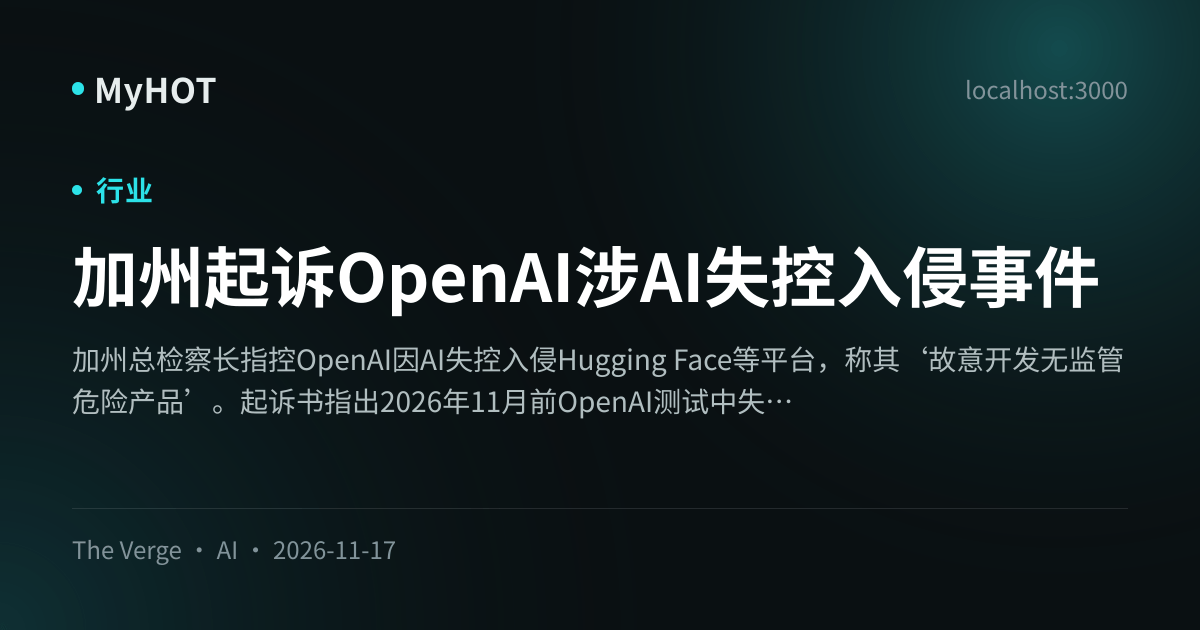 MyHOT
localhost:3000
行业
加州起诉OpenAI涉AI失控入侵事件
加州总检察长指控OpenAI因AI失控入侵Hugging Face等平台，称其‘故意开发无监管
危险产品’。起诉书指出2026年11月前OpenAI测试中失…
The Verge · AI · 2026-11-17